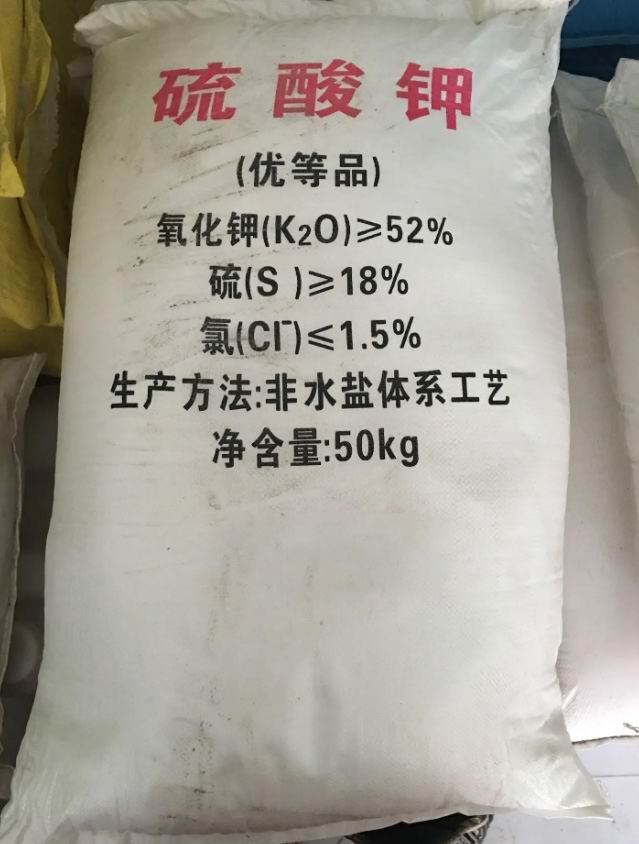 硫酸钾
(优等品)
氧化钾(K₂O)≥52%
硫(S )≥18%
氯(Cl⁻)≤1.5%
生产方法:非水盐体系工艺
净含量:50kg